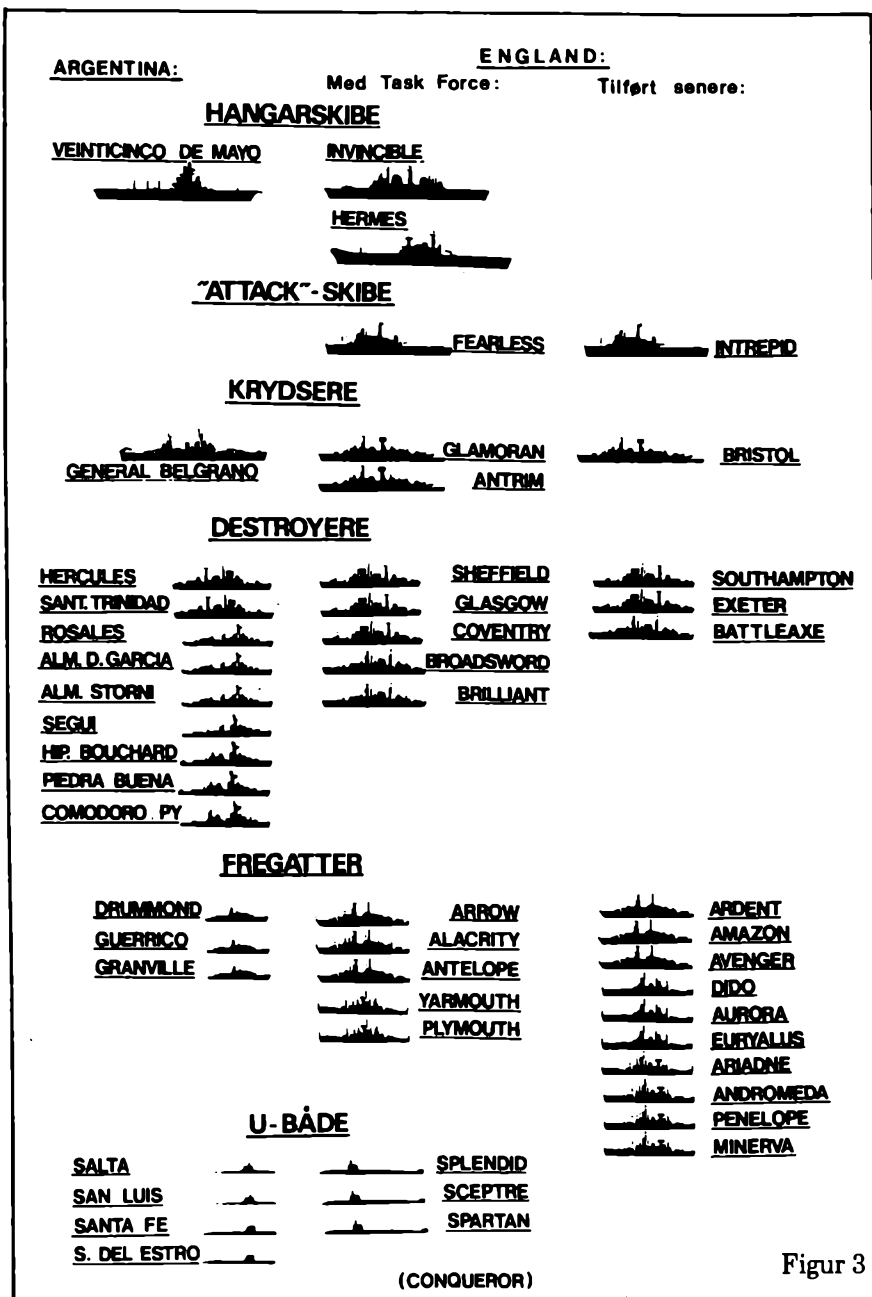 ARGENTINA:
ENGLAND:
Med Task Force:
Tilført senere:
HANGARSKIBE
VEINTICINCO DE MAYO
INVINCIBLE
HERMES
"ATTACK"-SKIBE
FEARLESS
INTREPID
KRYDSERE
GENERAL BELGRANO
GLAMORAN
BRISTOL
ANTRIM
DESTROYERE
HERCULES
SHEFFIELD
SOUTHAMPTON
SANT. TRINIDAD
GLASGOW
EXETER
ROSALES
COVENTRY
BATTLEAXE
ALM. D. GARCIA
BROADSWORD
ALM. STORNI
BRILLIANT
SEGUI
HIP. BOUCHARD
PIEDRA BUENA
COMODORO PY
FREGATTER
DRUMMOND
ARROW
ARDENT
GUERRICO
ALACRITY
AMAZON
GRANVILLE
ANTELOPE
AVENGER
YARMOUTH
DIDO
PLYMOUTH
AURORA
EURYALUS
ARIADNE
ANDROMEDA
PENELOPE
MINERVA
U-BÅDE
SALTA
SPLENDID
SAN LUIS
SCEPTRE
SANTA FE
SPARTAN
S. DEL ESTRO
(CONQUEROR)
Figur 3